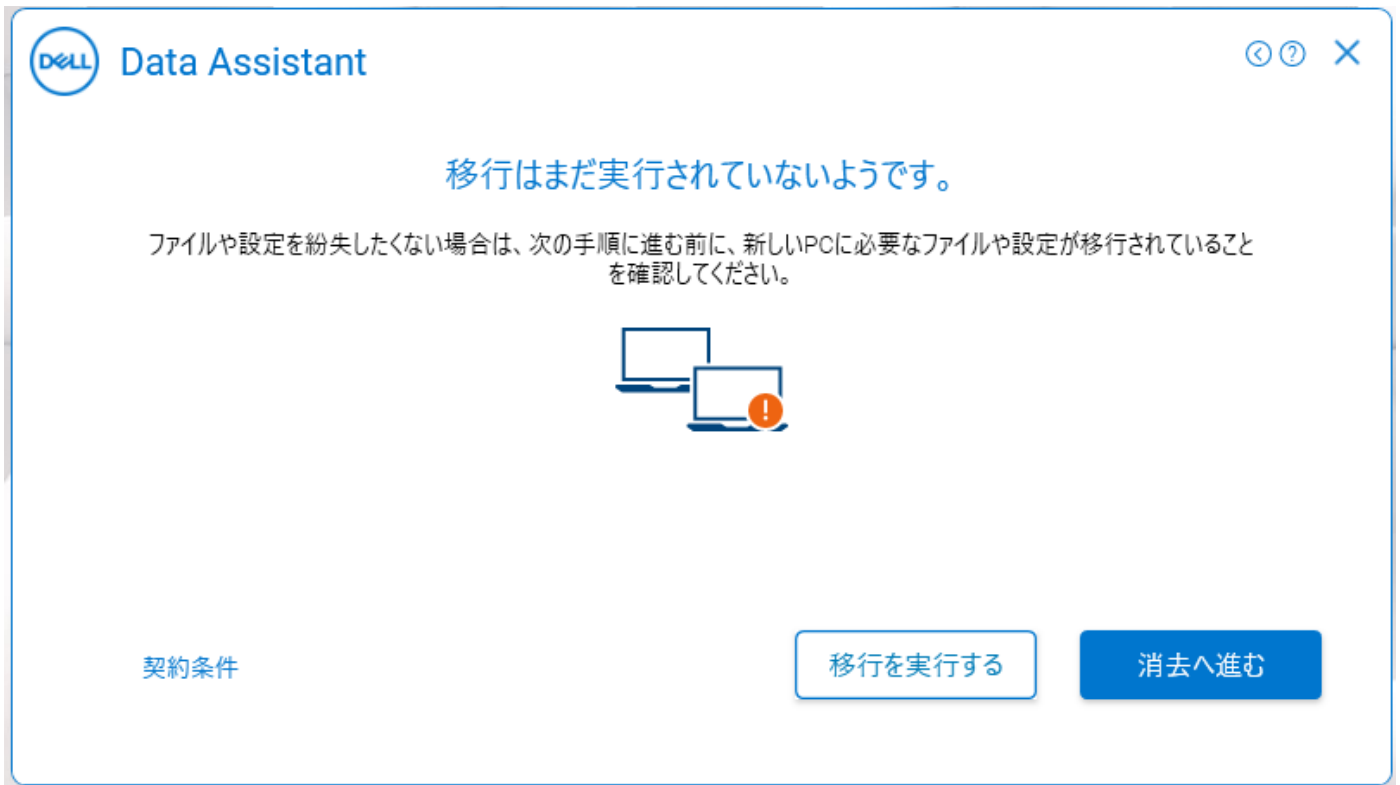 DELL Data Assistant
移行はまだ実行されていないようです。
ファイルや設定を紛失したくない場合は、次の手順に進む前に、新しいPCに必要なファイルや設定が移行されていること
を確認してください。
契約条件 移行を実行する 消去へ進む